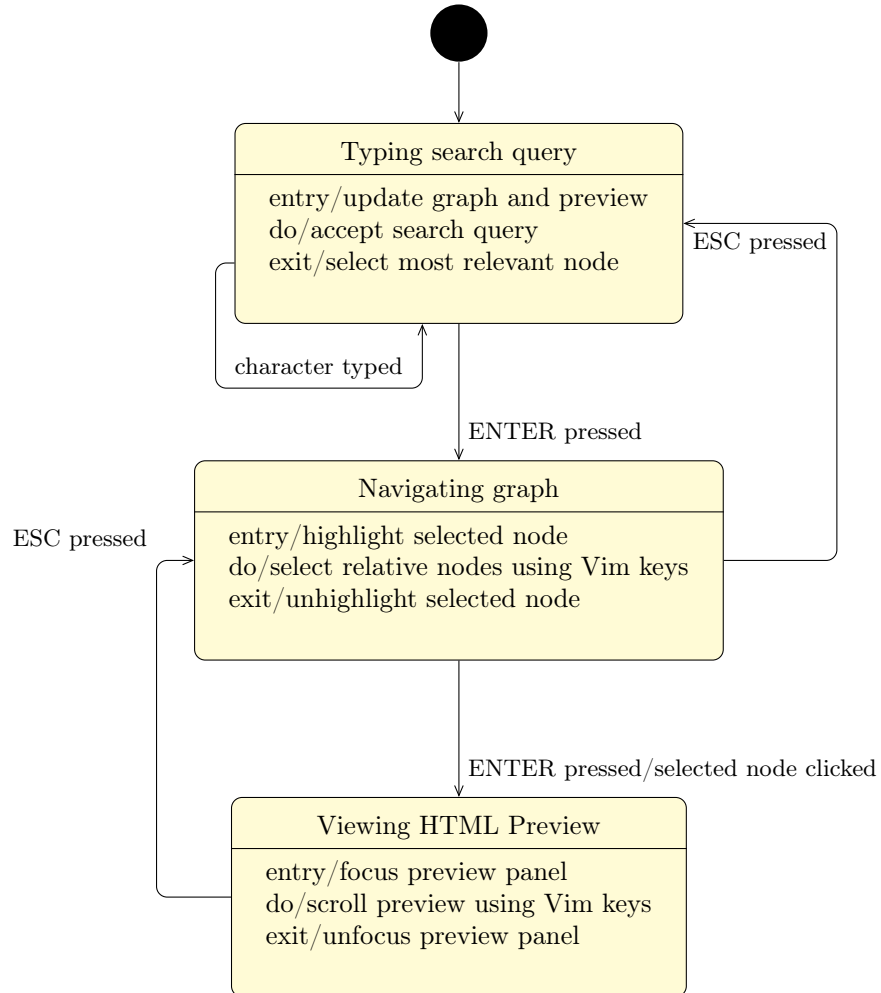 Typing search query
entry/update graph and preview
do/accept search query
exit/select most relevant node
ESC pressed
character typed
ENTER pressed
Navigating graph
ESC pressed
entry/highlight selected node
do/select relative nodes using Vim keys
exit/unhighlight selected node
ENTER pressed/selected node clicked
Viewing HTML Preview
entry/focus preview panel
do/scroll preview using Vim keys
exit/unfocus preview panel